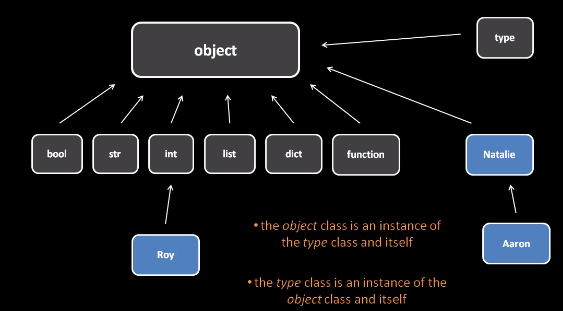 object
type
bool
str
int
list
dict
function
Natalie
Roy
Aaron
•the object class is an instance of
the type class and itself
•the type class is an instance of the
object class and itself